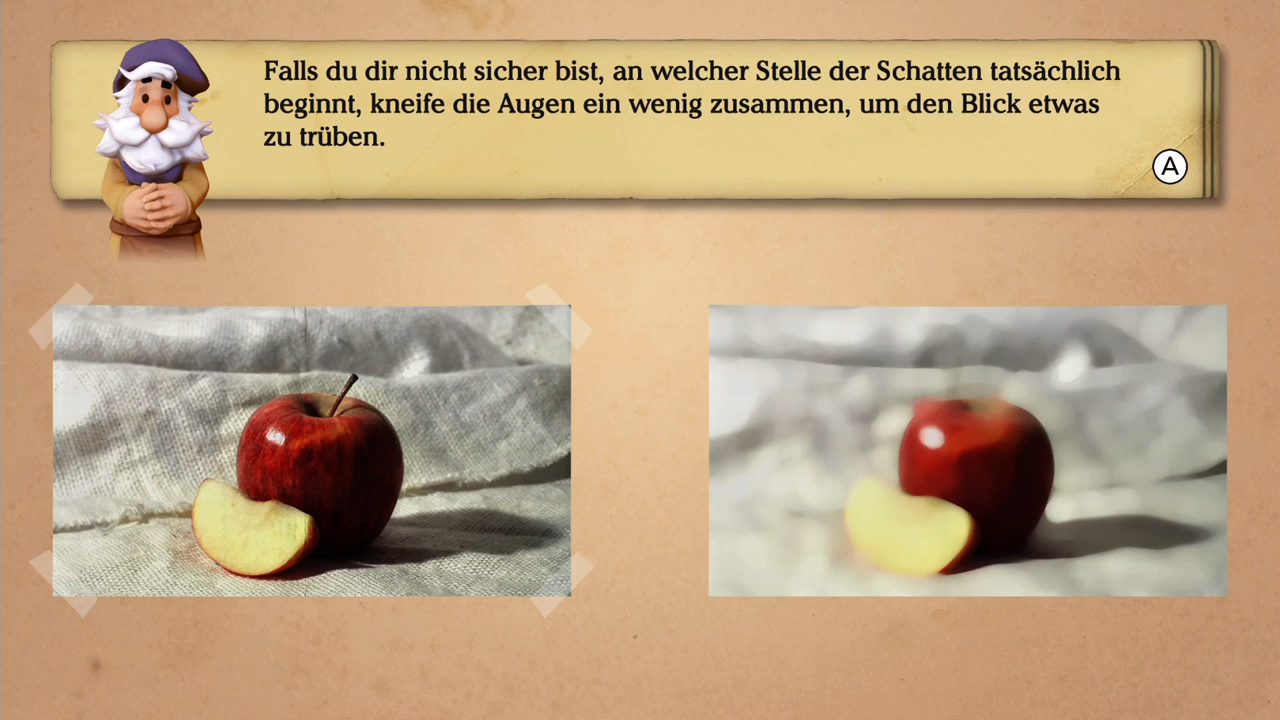 Falls du dir nicht sicher bist, an welcher Stelle der Schatten tatsächlich
beginnt, kneife die Augen ein wenig zusammen, um den Blick etwas
zu trüben.
A